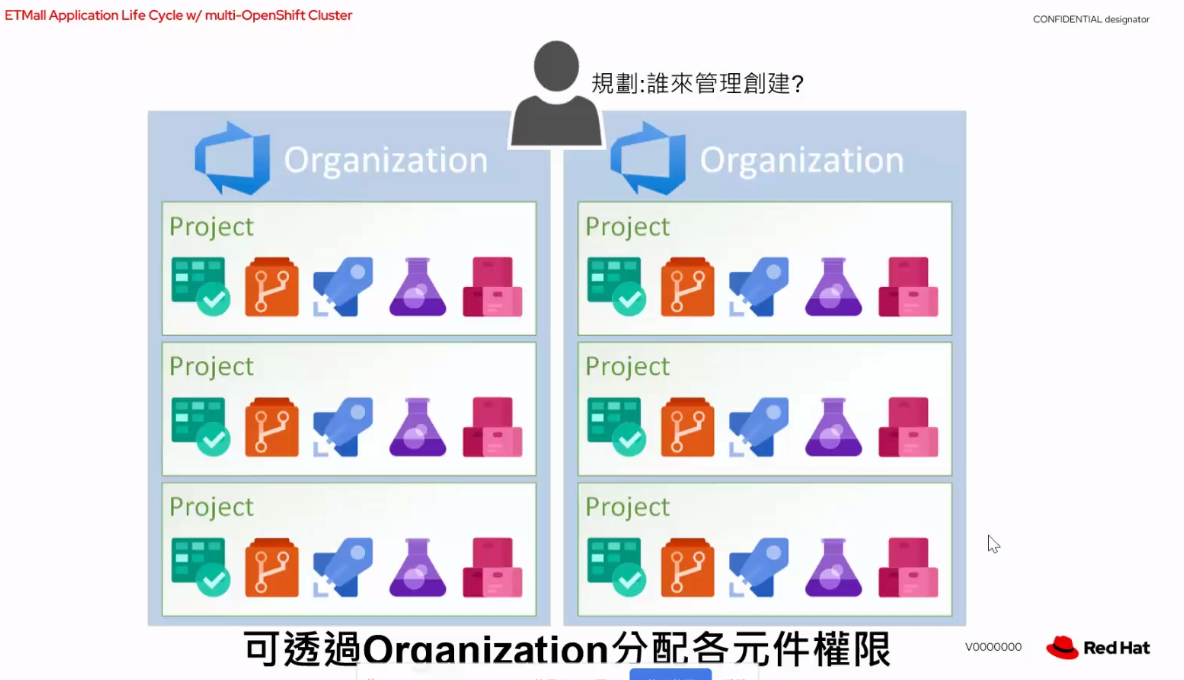 ETMall Application Life Cycle w/ multi-OpenShift Cluster
CONFIDENTIAL designator
規劃:誰來管理創建?
Organization
Organization
Project
Project
Project
Project
Project
Project
可透過Organization分配各元件權限
V0000000
Red Hat